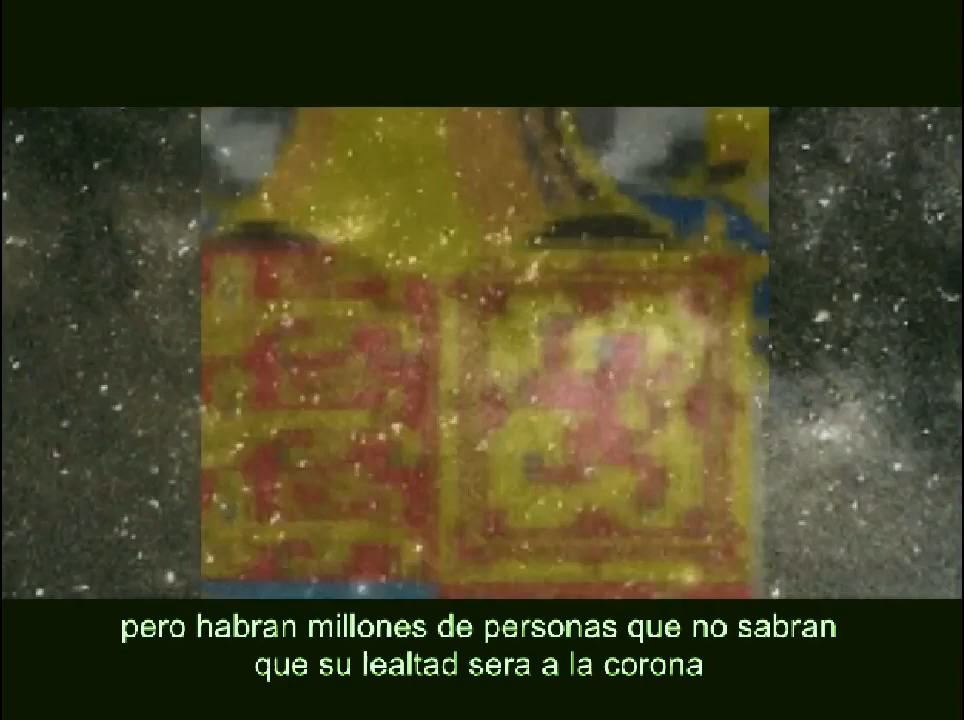 pero habran millones de personas que no sabran
que su lealtad sera a la corona